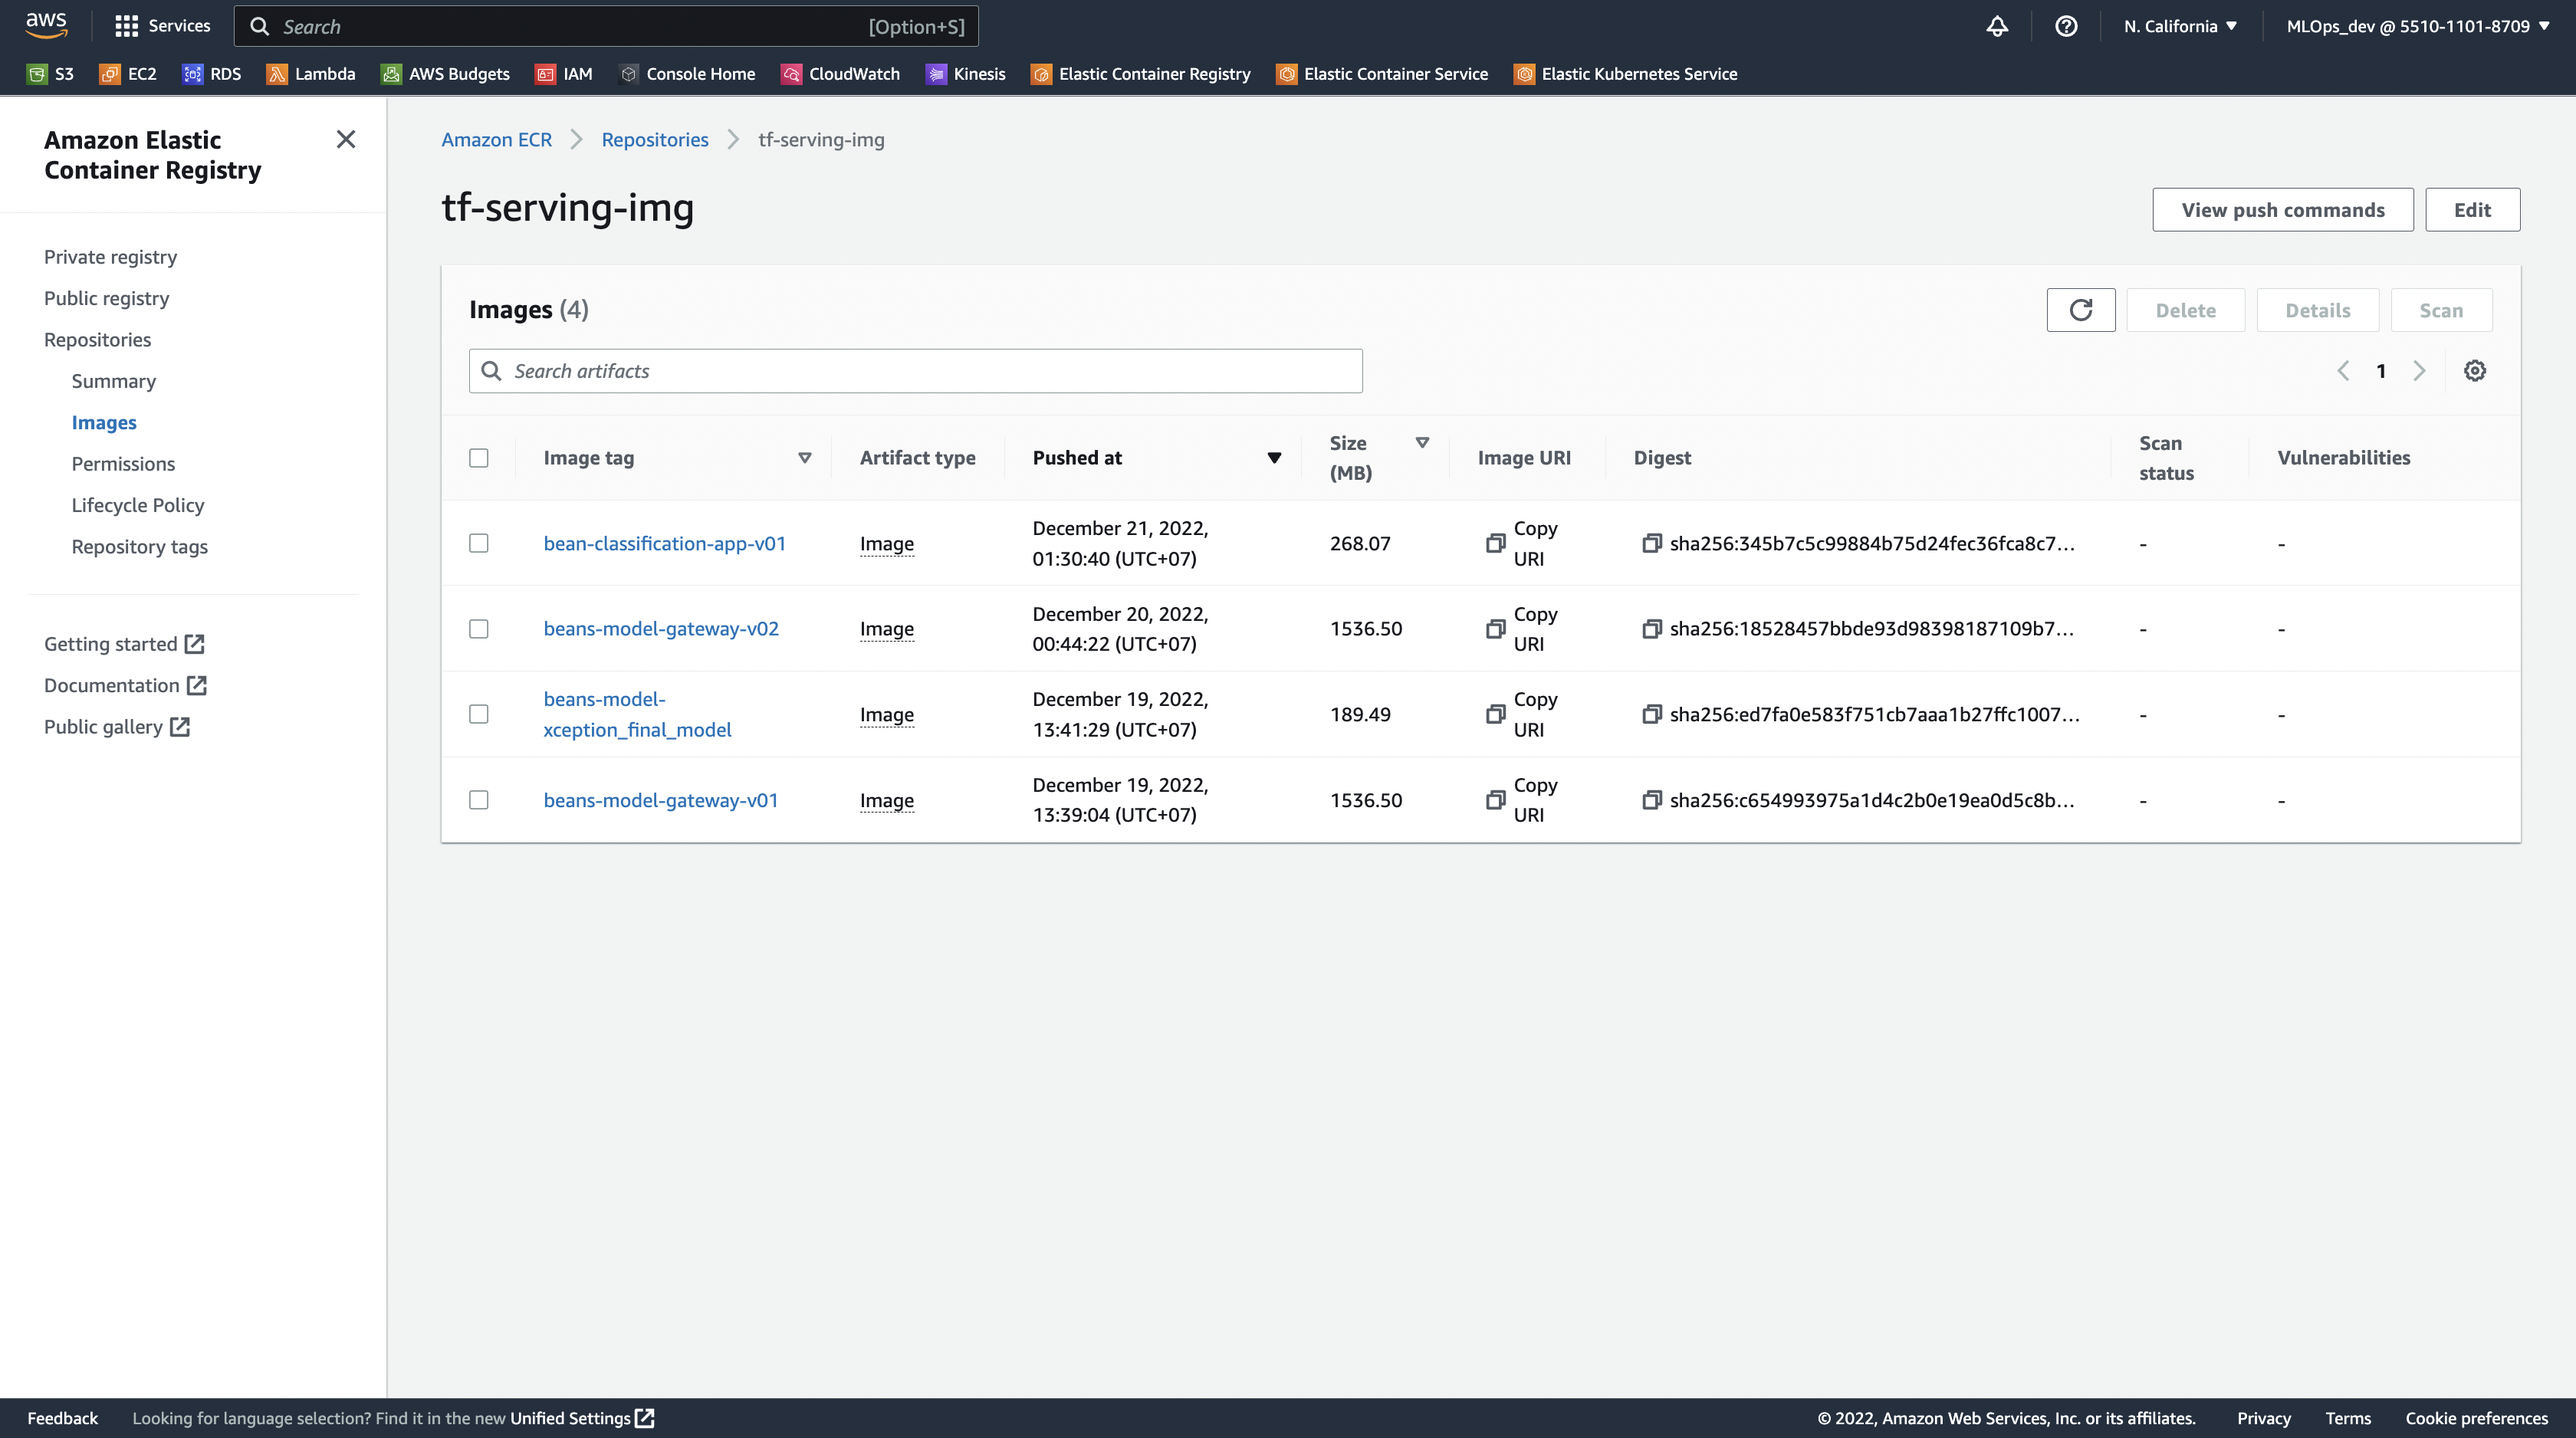 aws Services Search [Option+S] N. California MLOps_dev @ 5510-1101-8709
S3 EC2 RDS Lambda AWS Budgets IAM Console Home CloudWatch Kinesis Elastic Container Registry Elastic Container Service Elastic Kubernetes Service
Amazon Elastic
Container Registry
Private registry
Public registry
Repositories
Summary
Images
Permissions
Lifecycle Policy
Repository tags
Getting started
Documentation
Public gallery
Amazon ECR Repositories tf-serving-img
tf-serving-img
View push commands Edit
Images (4)
Delete Details Scan
Search artifacts
1
Image tag Artifact type Pushed at Size
(MB) Image URI Digest Scan
status Vulnerabilities
bean-classification-app-v01 Image December 21, 2022,
01:30:40 (UTC+07) 268.07 Copy
URI sha256:345b7c5c99884b75d24fec36fca8c7... - -
beans-model-gateway-v02 Image December 20, 2022,
00:44:22 (UTC+07) 1536.50 Copy
URI sha256:18528457bbde93d98398187109b7... - -
beans-model-
xception_final_model Image December 19, 2022,
13:41:29 (UTC+07) 189.49 Copy
URI sha256:ed7fa0e583f751cb7aaa1b27ffc1007... - -
beans-model-gateway-v01 Image December 19, 2022,
13:39:04 (UTC+07) 1536.50 Copy
URI sha256:c654993975a1d4c2b0e19ea0d5c8b... - -
Feedback Looking for language selection? Find it in the new Unified Settings © 2022, Amazon Web Services, Inc. or its affiliates. Privacy Terms Cookie preferences